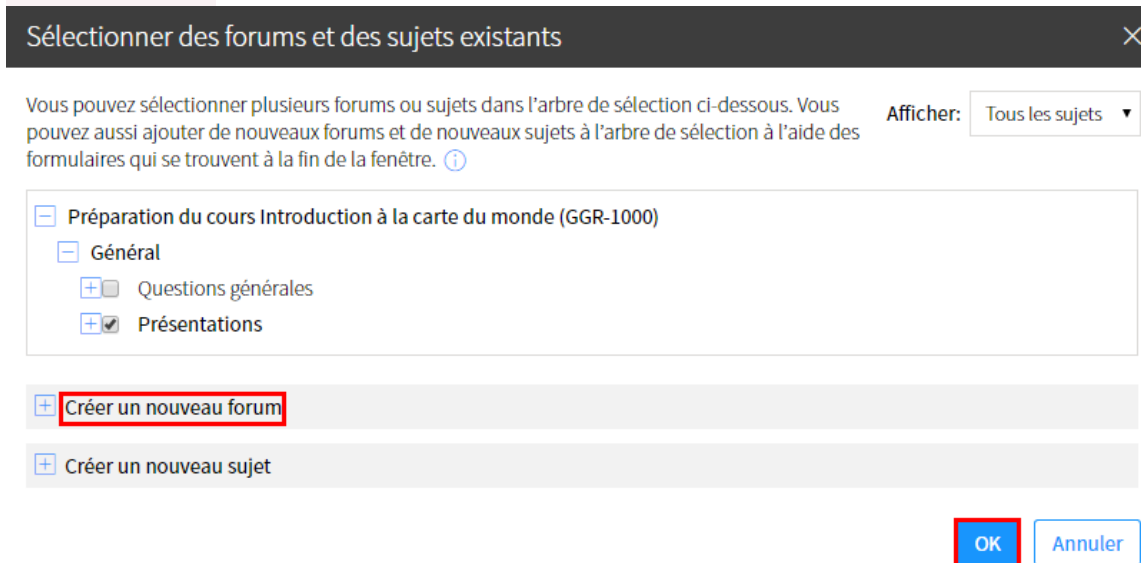 Sélectionner des forums et des sujets existants
Vous pouvez sélectionner plusieurs forums ou sujets dans l'arbre de sélection ci-dessous. Vous
pouvez aussi ajouter de nouveaux forums et de nouveaux sujets à l'arbre de sélection à l'aide des
formulaires qui se trouvent à la fin de la fenêtre.
Afficher: Tous les sujets
Préparation du cours Introduction à la carte du monde (GGR-1000)
Général
Questions générales
Présentations
Créer un nouveau forum
Créer un nouveau sujet
OK Annuler